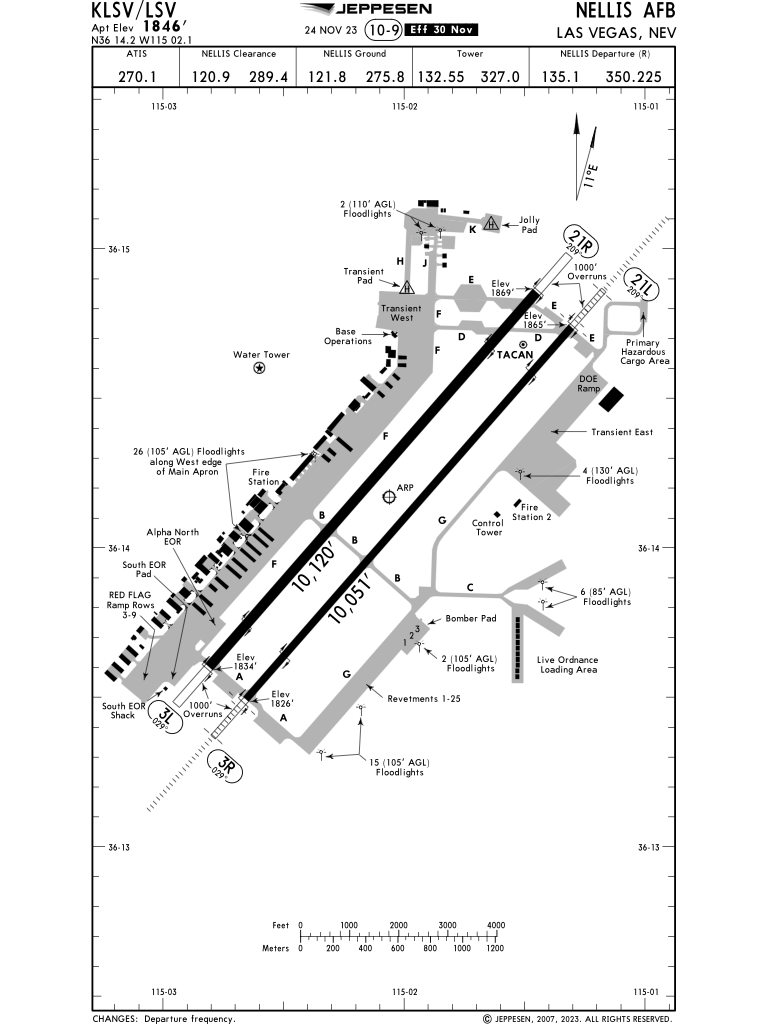 KLSV/LSV
Apt Elev 1846'
N36 14.2 W115 02.1
JEPPESEN
24 NOV 23 10-9 Eff 30 Nov
NELLIS AFB
LAS VEGAS, NEV
ATIS
270.1
NELLIS Clearance
120.9 289.4
NELLIS Ground
121.8 275.8
Tower
132.55 327.0
NELLIS Departure (R)
135.1 350.225
115-03 115-02 115-01
11°E
2 (110' AGL)
Floodlights
Jolly
Pad
H
K
36-15
H
J
21R
209°
1000'
Overruns
21L
209°
Transient
Pad
H
E
Elev
1869'
Transient
West
F
E
Elev
1865'
Base
Operations
F
D
D
E
Primary
Hazardous
Cargo Area
TACAN
Water Tower
DOE
Ramp
Transient East
F
26 (105' AGL) Floodlights
along West edge
of Main Apron
Fire
Station
4 (130' AGL)
Floodlights
ARP
Fire
Station 2
B
G
Control
Tower
Alpha North
EOR
B
36-14
36-14
F
10,120'
South EOR
Pad
B
C
10,051'
6 (85' AGL)
Floodlights
RED FLAG
Ramp Rows
3-9
Bomber Pad
1 2 3
Elev
1834'
2 (105' AGL)
Floodlights
Live Ordnance
Loading Area
A
G
Elev
1826'
Revetments 1-25
South EOR
Shack
1000'
Overruns
3L
029°
A
3R
029°
15 (105' AGL)
Floodlights
36-13
36-13
Feet 0 1000 2000 3000 4000
Meters 0 200 400 600 800 1000 1200
115-03 115-02 115-01
CHANGES: Departure frequency.
© JEPPESEN, 2007, 2023. ALL RIGHTS RESERVED.